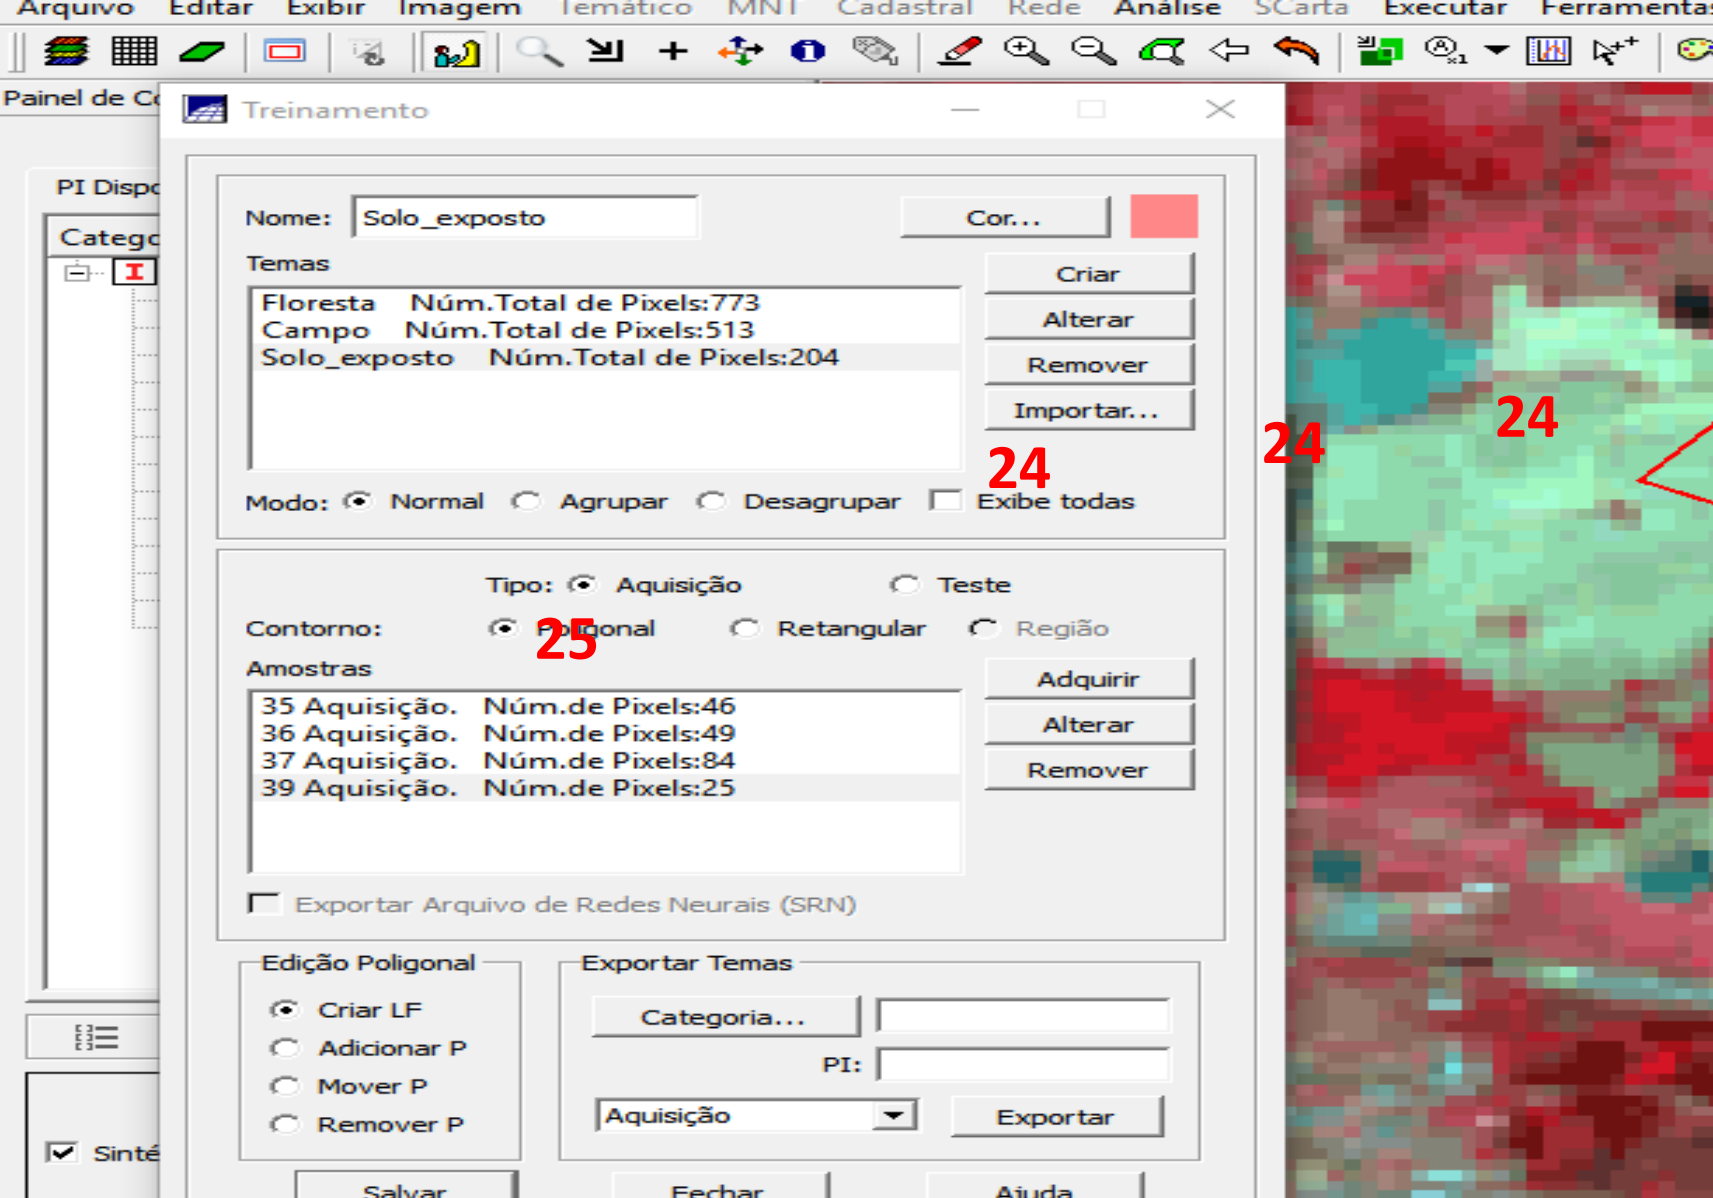 Arquivo Editar Exibir Imagem Temático MNT Cadastral Rede Análise SCarta Executar Ferramentas
Painel de Co
Treinamento
PI Dispo
Catego
I
Nome: Solo_exposto Cor...
Temas
Criar
Floresta Núm.Total de Pixels:773
Campo Núm.Total de Pixels:513
Solo_exposto Núm.Total de Pixels:204
Alterar
Remover
Importar...
24
24
24
Modo: Normal Agrupar Desagrupar Exibe todas
Tipo: Aquisição Teste
Contorno: Poligonal Retangular Região
25
Amostras
Adquirir
35 Aquisição. Núm.de Pixels:46
36 Aquisição. Núm.de Pixels:49
37 Aquisição. Núm.de Pixels:84
39 Aquisição. Núm.de Pixels:25
Alterar
Remover
Exportar Arquivo de Redes Neurais (SRN)
Edição Poligonal
Criar LF
Adicionar P
Mover P
Remover P
Exportar Temas
Categoria...
PI:
Aquisição Exportar
Sinté
Salvar Fechar Ajuda